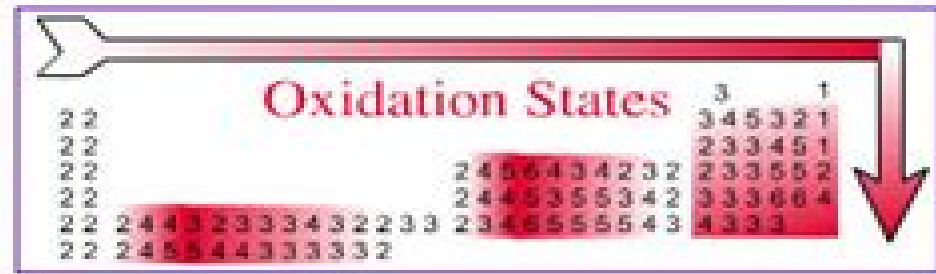 Oxidation States
3 1
2 2 3 4 5 3 2 1
2 2 2 3 3 4 5 1
2 2 2 4 5 6 4 3 4 2 3 2 2 3 3 5 5 2
2 2 2 4 4 5 3 5 5 3 4 2 3 3 3 6 6 4
2 2 2 4 4 3 2 3 3 3 4 3 2 2 3 3 2 3 4 6 5 5 5 5 4 3 4 3 3 3
2 2 2 4 5 5 4 4 3 3 3 3 3 2